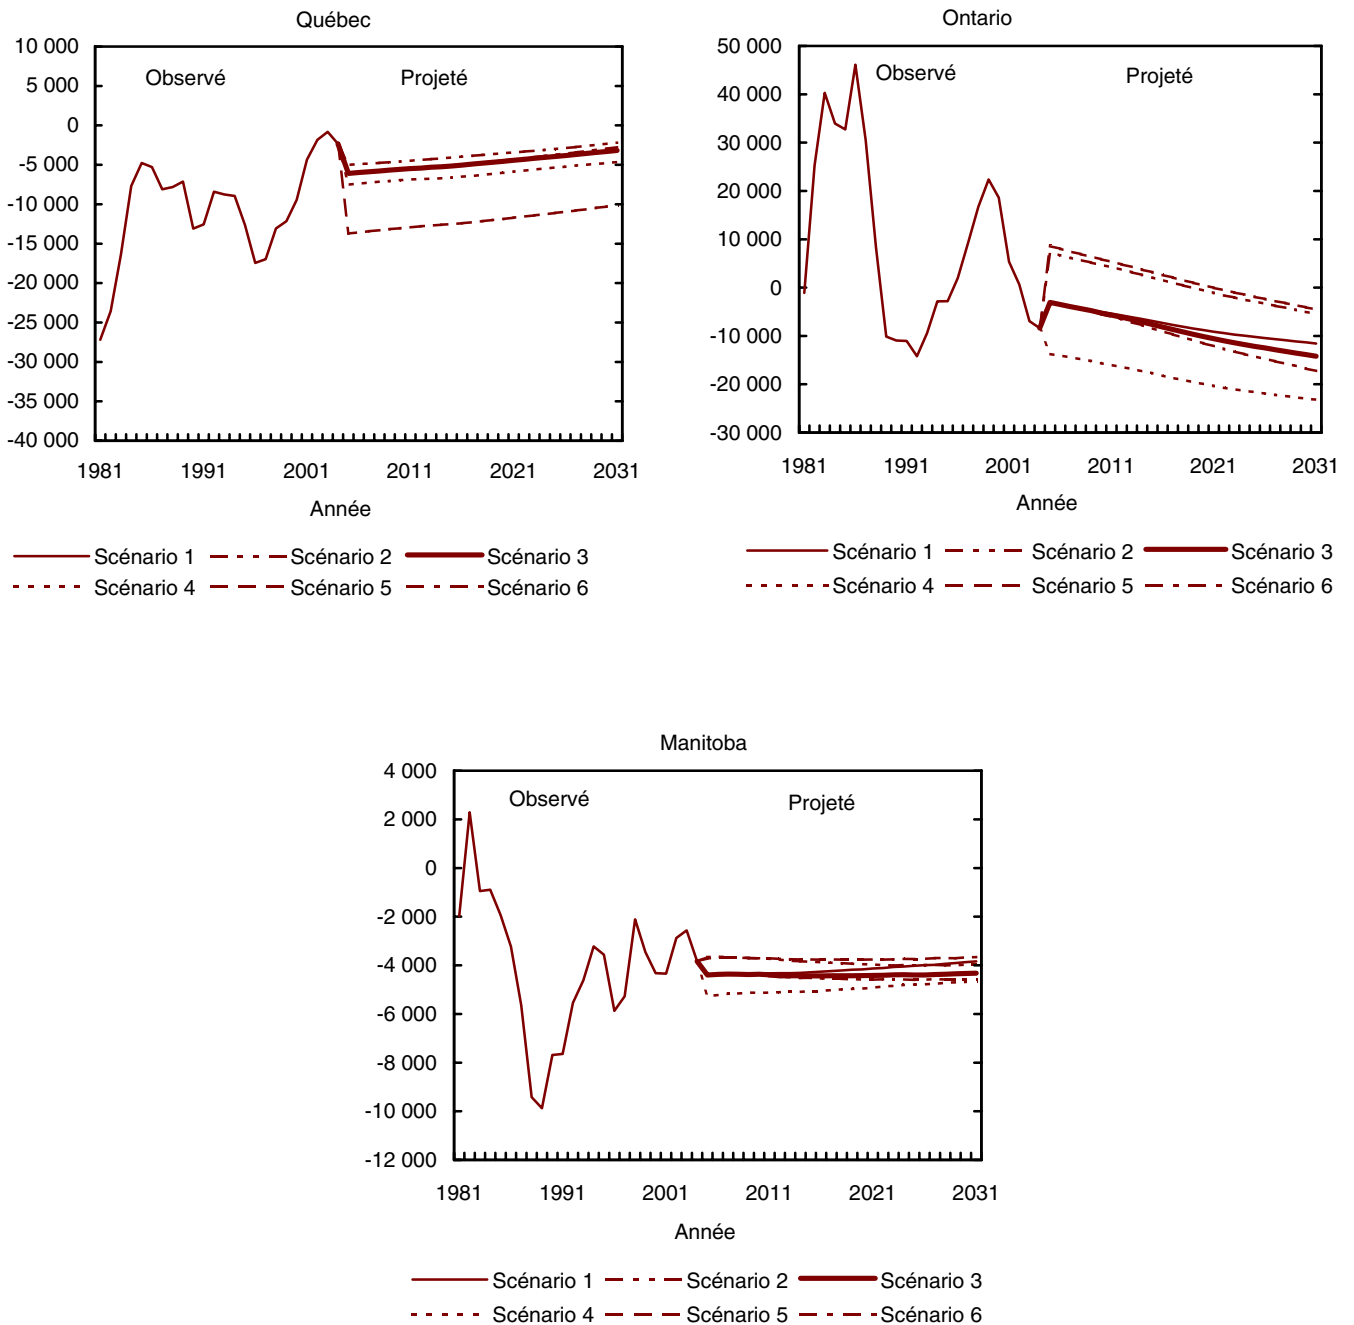 Québec
10 000
5 000
0
-5 000
-10 000
-15 000
-20 000
-25 000
-30 000
-35 000
-40 000
Observé
Projeté
1981 1991 2001 2011 2021 2031
Année
Scénario 1 Scénario 2 Scénario 3
Scénario 4 Scénario 5 Scénario 6
Ontario
50 000
40 000
30 000
20 000
10 000
0
-10 000
-20 000
-30 000
Observé
Projeté
1981 1991 2001 2011 2021 2031
Année
Scénario 1 Scénario 2 Scénario 3
Scénario 4 Scénario 5 Scénario 6
Manitoba
4 000
2 000
0
-2 000
-4 000
-6 000
-8 000
-10 000
-12 000
Observé
Projeté
1981 1991 2001 2011 2021 2031
Année
Scénario 1 Scénario 2 Scénario 3
Scénario 4 Scénario 5 Scénario 6